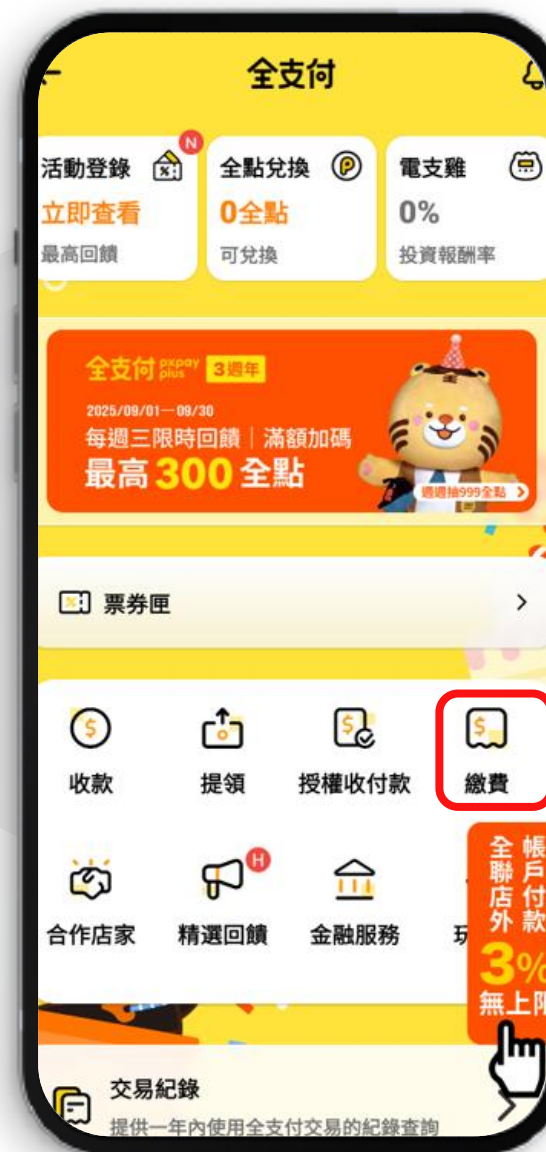 全支付
活動登錄
N
立即查看
最高回饋
全點兌換
P
0全點
可兌換
電支雞
0%
投資報酬率
全支付 pxpay plus 3週年
2025/09/01—09/30
每週三限時回饋｜滿額加碼
最高300全點
週週抽999全點
票券匣
收款
提領
授權收付款
繳費
合作店家
H
精選回饋
金融服務
玩
帳戶付款
全聯店外
3%
無上限
交易紀錄
提供一年內使用全支付交易的紀錄查詢